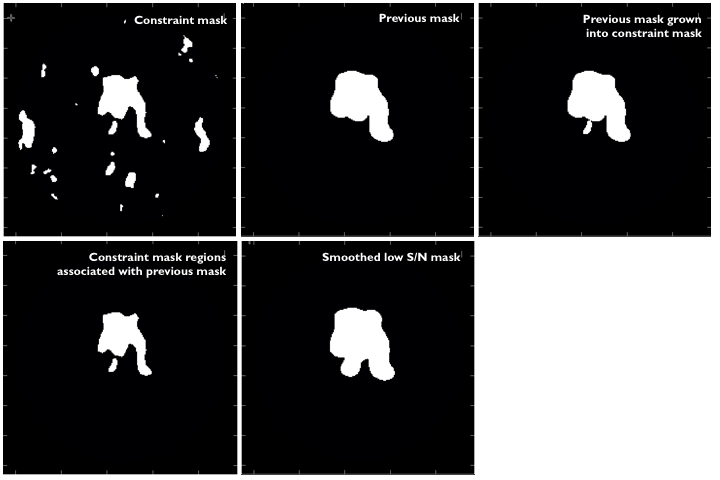 Constraint mask
Previous mask
Previous mask grown
into constraint mask
Constraint mask regions
associated with previous mask
Smoothed low S/N mask